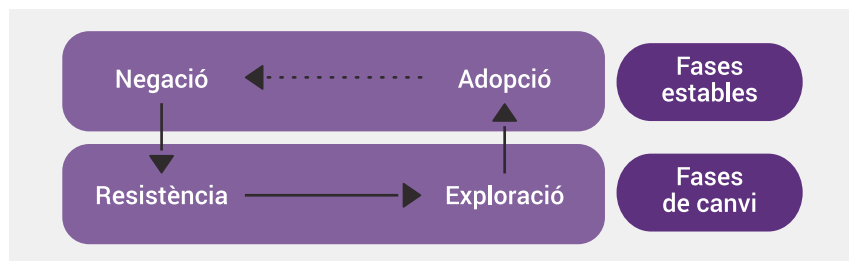 Negació
Adopció
Fases
estables
Resistència
Exploració
Fases
de canvi